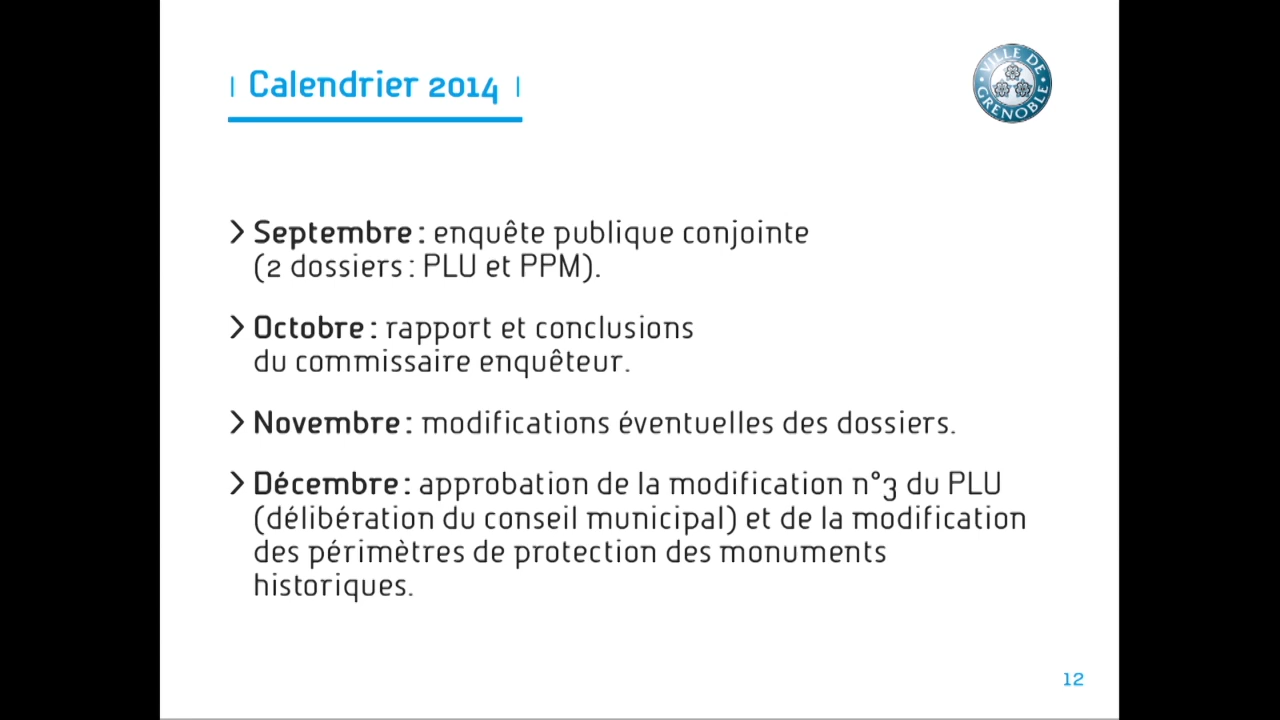 Calendrier 2014
VILLE DE
GRENOBLE
> Septembre : enquête publique conjointe
(2 dossiers : PLU et PPM).
> Octobre : rapport et conclusions
du commissaire enquêteur.
> Novembre : modifications éventuelles des dossiers.
> Décembre : approbation de la modification n°3 du PLU
(délibération du conseil municipal) et de la modification
des périmètres de protection des monuments
historiques.
12